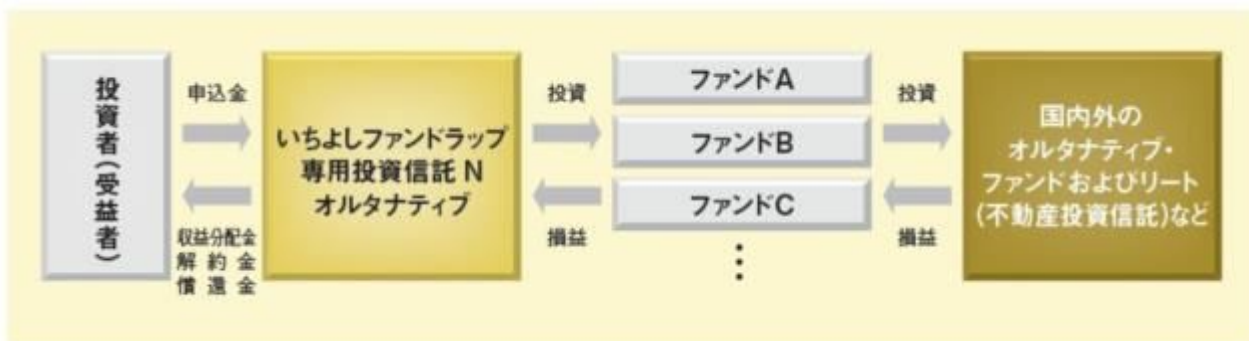 投資者(受益者)
申込金
収益分配金
解約金
償還金
いちよしファンドラップ
専用投資信託 N
オルタナティブ
投資
損益
ファンドA
ファンドB
ファンドC
⋮
投資
損益
国内外の
オルタナティブ・
ファンドおよびリート
(不動産投資信託)など